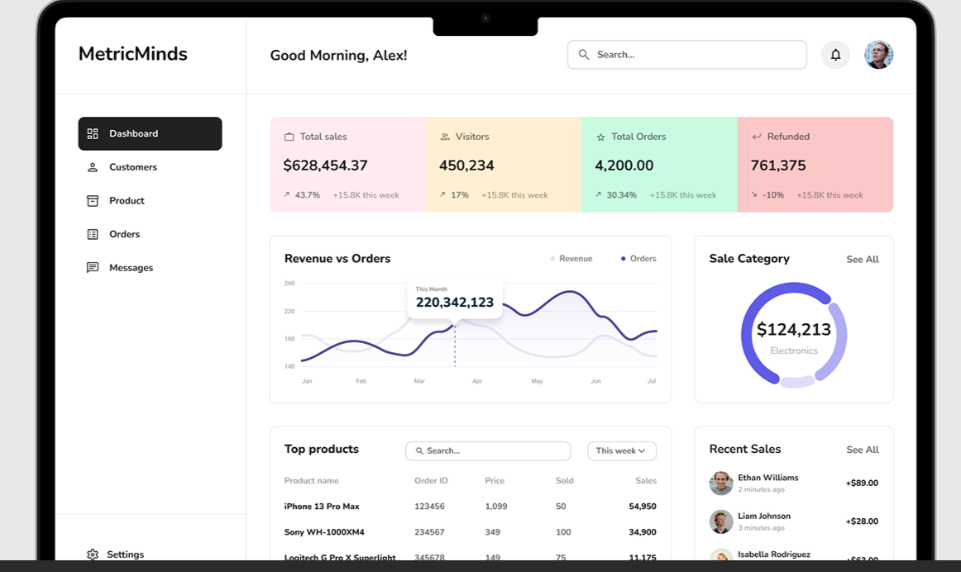 MetricMinds
Good Morning, Alex!
Search...
Dashboard
Customers
Product
Orders
Messages
Settings
Total sales
$628,454.37
43.7% +15.8K this week
Visitors
450,234
17% +15.8K this week
Total Orders
4,200.00
30.34% +15.8K this week
Refunded
761,375
-10% +15.8K this week
Revenue vs Orders
Revenue Orders
260
220
180
140
This Month
220,342,123
Jan Feb Mar Apr May Jun Jul
Sale Category See All
$124,213
Electronics
Top products
Search...
This week
Product name Order ID Price Sold Sales
iPhone 13 Pro Max 123456 1,099 50 54,950
Sony WH-1000XM4 234567 349 100 34,900
Logitech G Pro X Superlight 345678 149 75 11,175
Recent Sales See All
Ethan Williams
2 minutes ago
+$89.00
Liam Johnson
3 minutes ago
+$28.00
Isabella Rodriguez
+$63.00